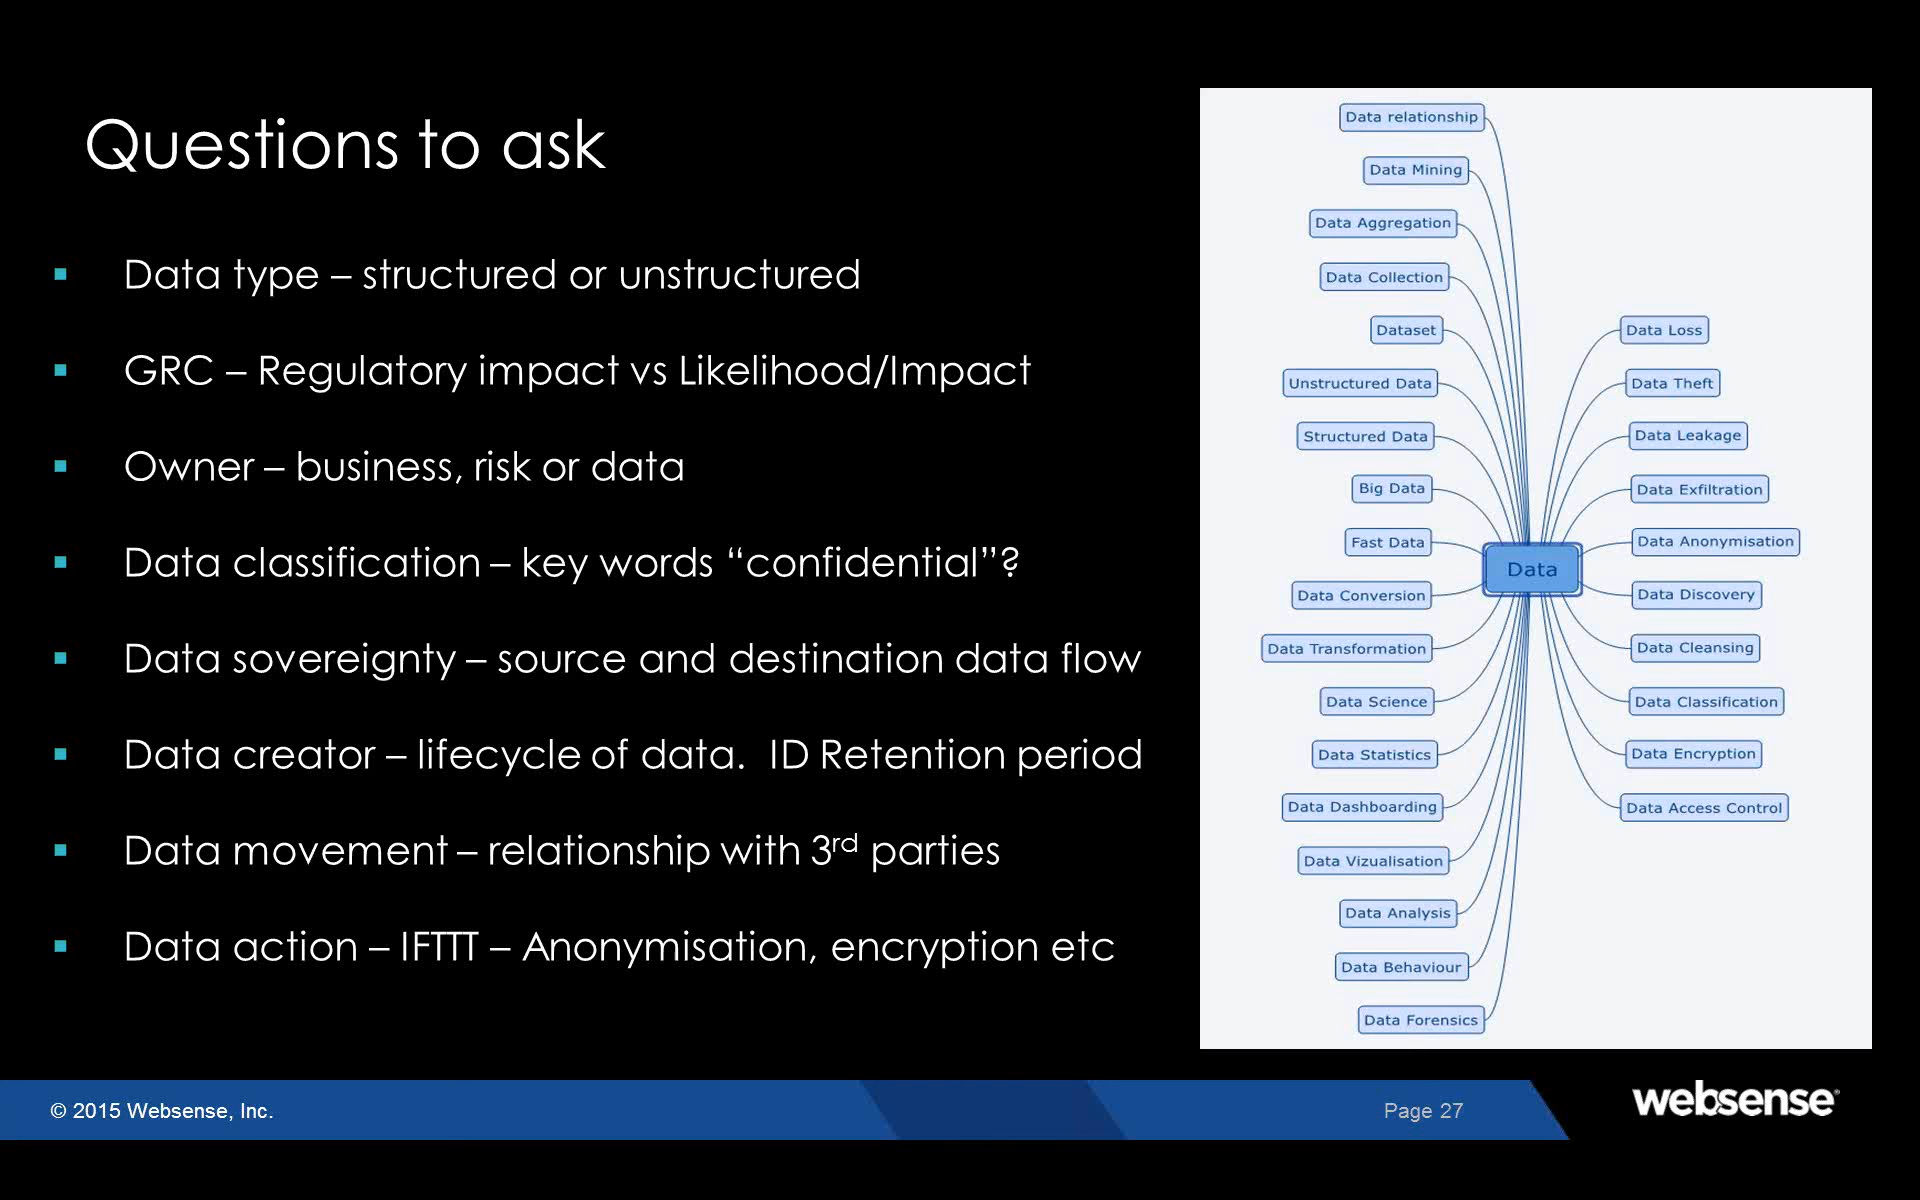 Questions to ask
Data type – structured or unstructured
GRC – Regulatory impact vs Likelihood/Impact
Owner – business, risk or data
Data classification – key words “confidential”?
Data sovereignty – source and destination data flow
Data creator – lifecycle of data.  ID Retention period
Data movement – relationship with 3rd parties
Data action – IFTTT – Anonymisation, encryption etc
Data relationship
Data Mining
Data Aggregation
Data Collection
Dataset
Unstructured Data
Structured Data
Big Data
Fast Data
Data Conversion
Data Transformation
Data Science
Data Statistics
Data Dashboarding
Data Vizualisation
Data Analysis
Data Behaviour
Data Forensics
Data
Data Loss
Data Theft
Data Leakage
Data Exfiltration
Data Anonymisation
Data Discovery
Data Cleansing
Data Classification
Data Encryption
Data Access Control
© 2015 Websense, Inc.
Page 27
websense